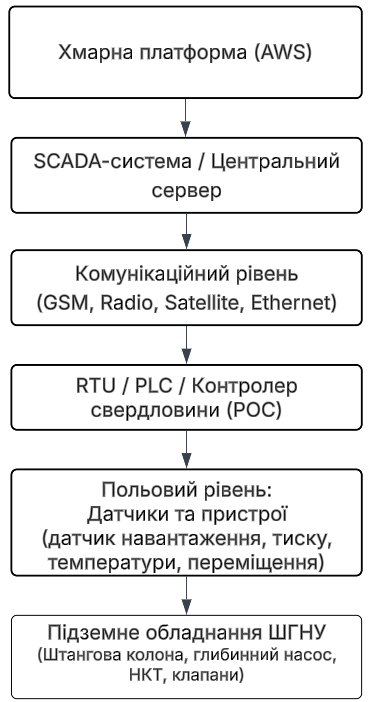 Хмарна платформа (AWS)
SCADA-система / Центральний
сервер
Комунікаційний рівень
(GSM, Radio, Satellite, Ethernet)
RTU / PLC / Контролер
свердловини (POC)
Польовий рівень:
Датчики та пристрої
(датчик навантаження, тиску,
температури, переміщення)
Підземне обладнання ШГНУ
(Штангова колона, глибинний насос,
НКТ, клапани)